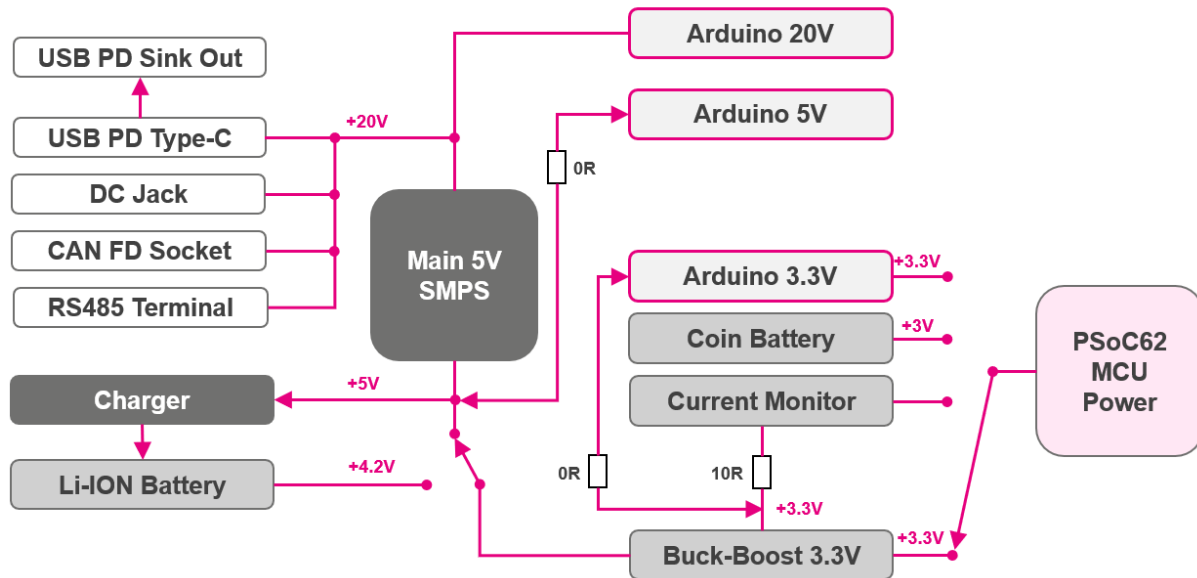 USB PD Sink Out
USB PD Type-C
DC Jack
CAN FD Socket
RS485 Terminal
Charger
Li-ION Battery
+20V
+5V
+4.2V
Main 5V
SMPS
Arduino 20V
Arduino 5V
0R
Arduino 3.3V
+3.3V
Coin Battery
+3V
Current Monitor
0R
10R
+3.3V
Buck-Boost 3.3V
+3.3V
PSoC62
MCU
Power